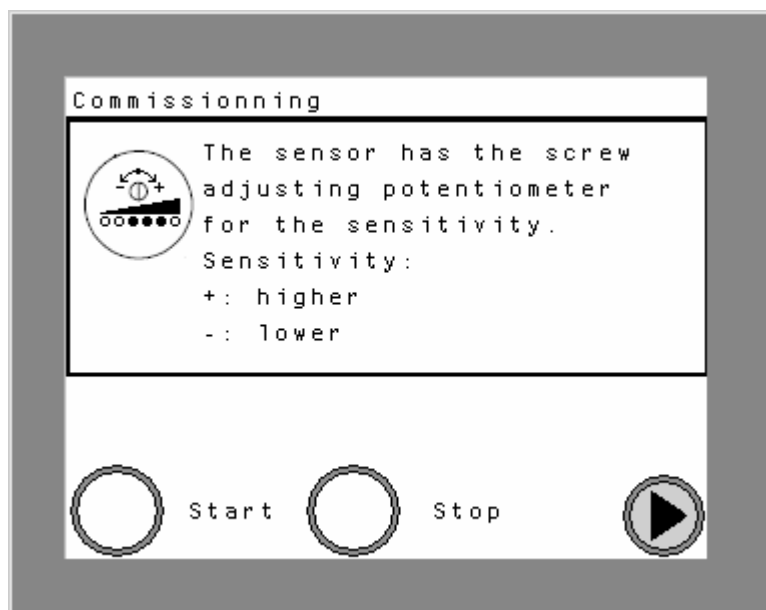 Commissionning
The sensor has the screw
adjusting potentiometer
for the sensitivity.
Sensitivity:
+: higher
-: lower
- +
Start Stop